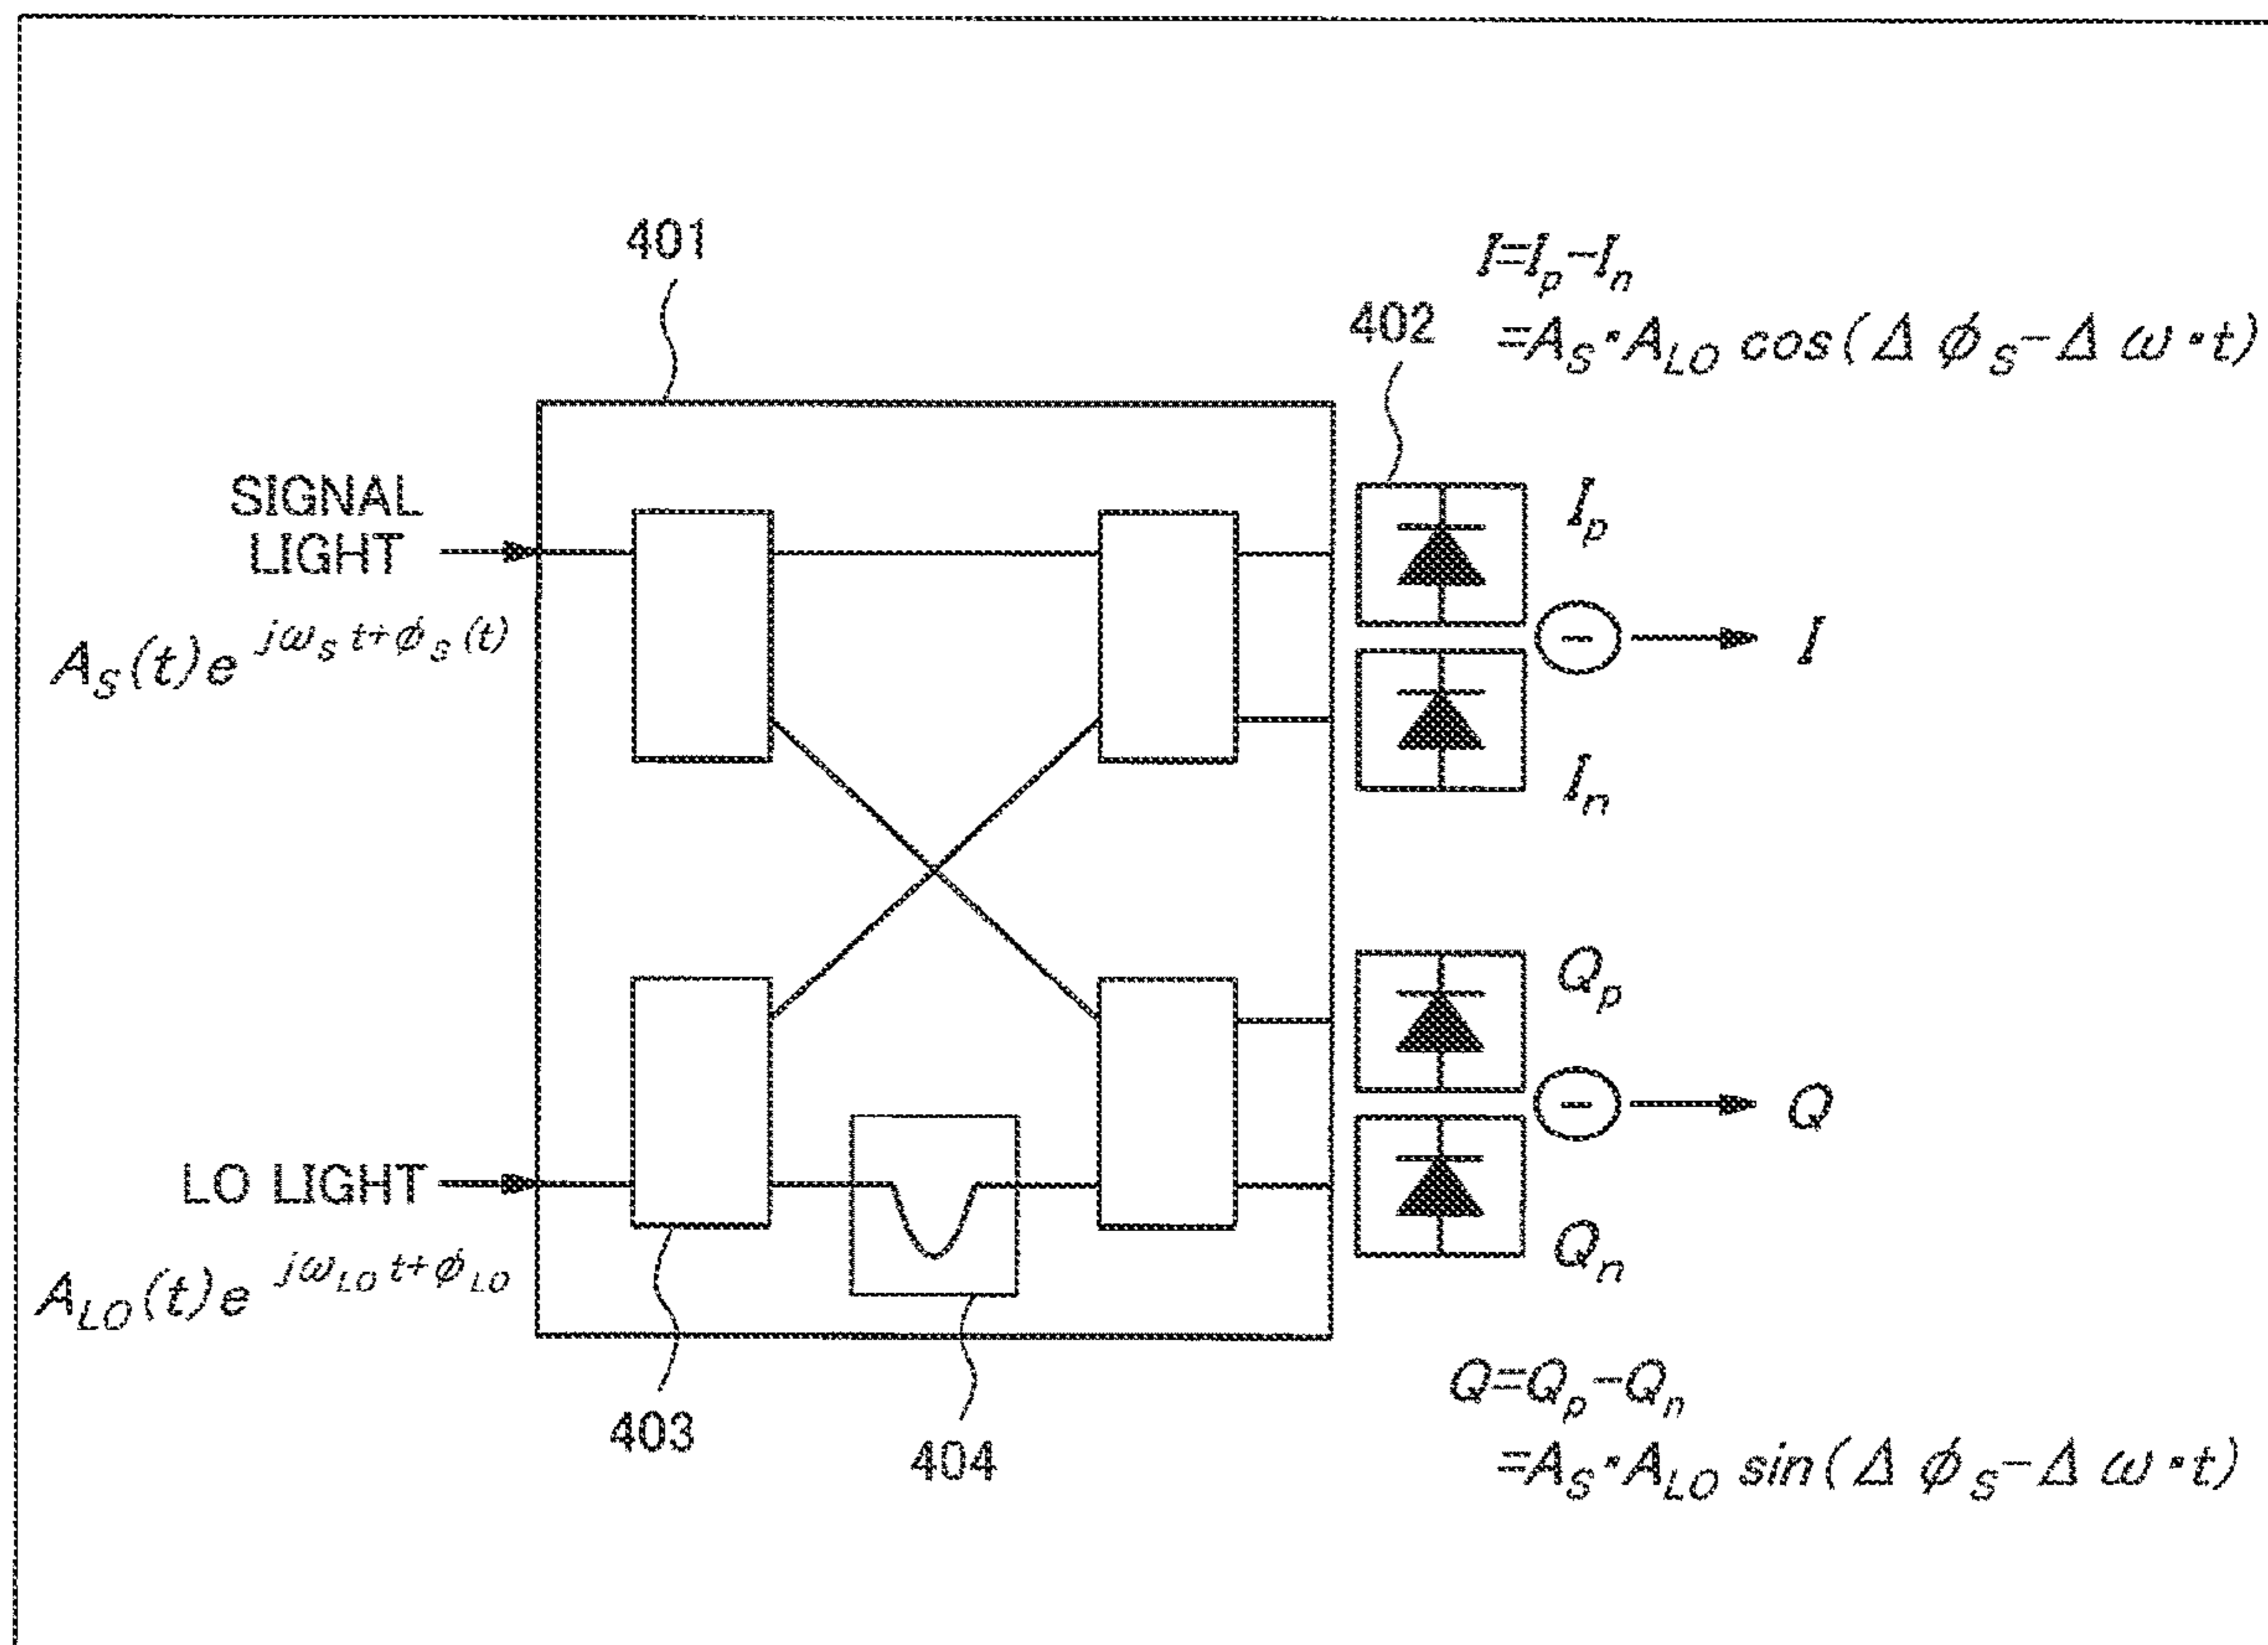 401
I=Ip−In
402
=AS·ALO cos(Δ ϕS−Δ ω·t)
SIGNAL
LIGHT
AS(t)e jωS t+ϕS(t)
Ip
−
I
In
Qp
−
Q
Qn
LO LIGHT
ALO(t)e jωLO t+ϕLO
403
404
Q=Qp−Qn
=AS·ALO sin(Δ ϕS−Δ ω·t)